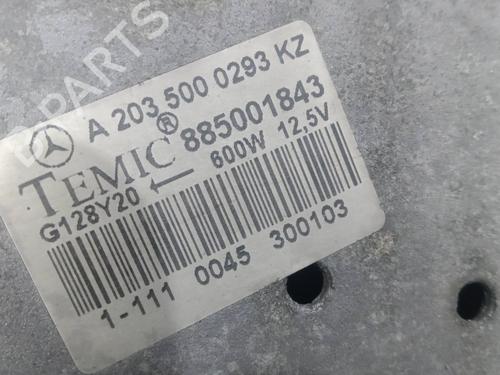 B-PARTS
A 203 500 0293 KZ
TEMIC® 885001843
G128Y20 600W 12,5V
1-111 0045 300103